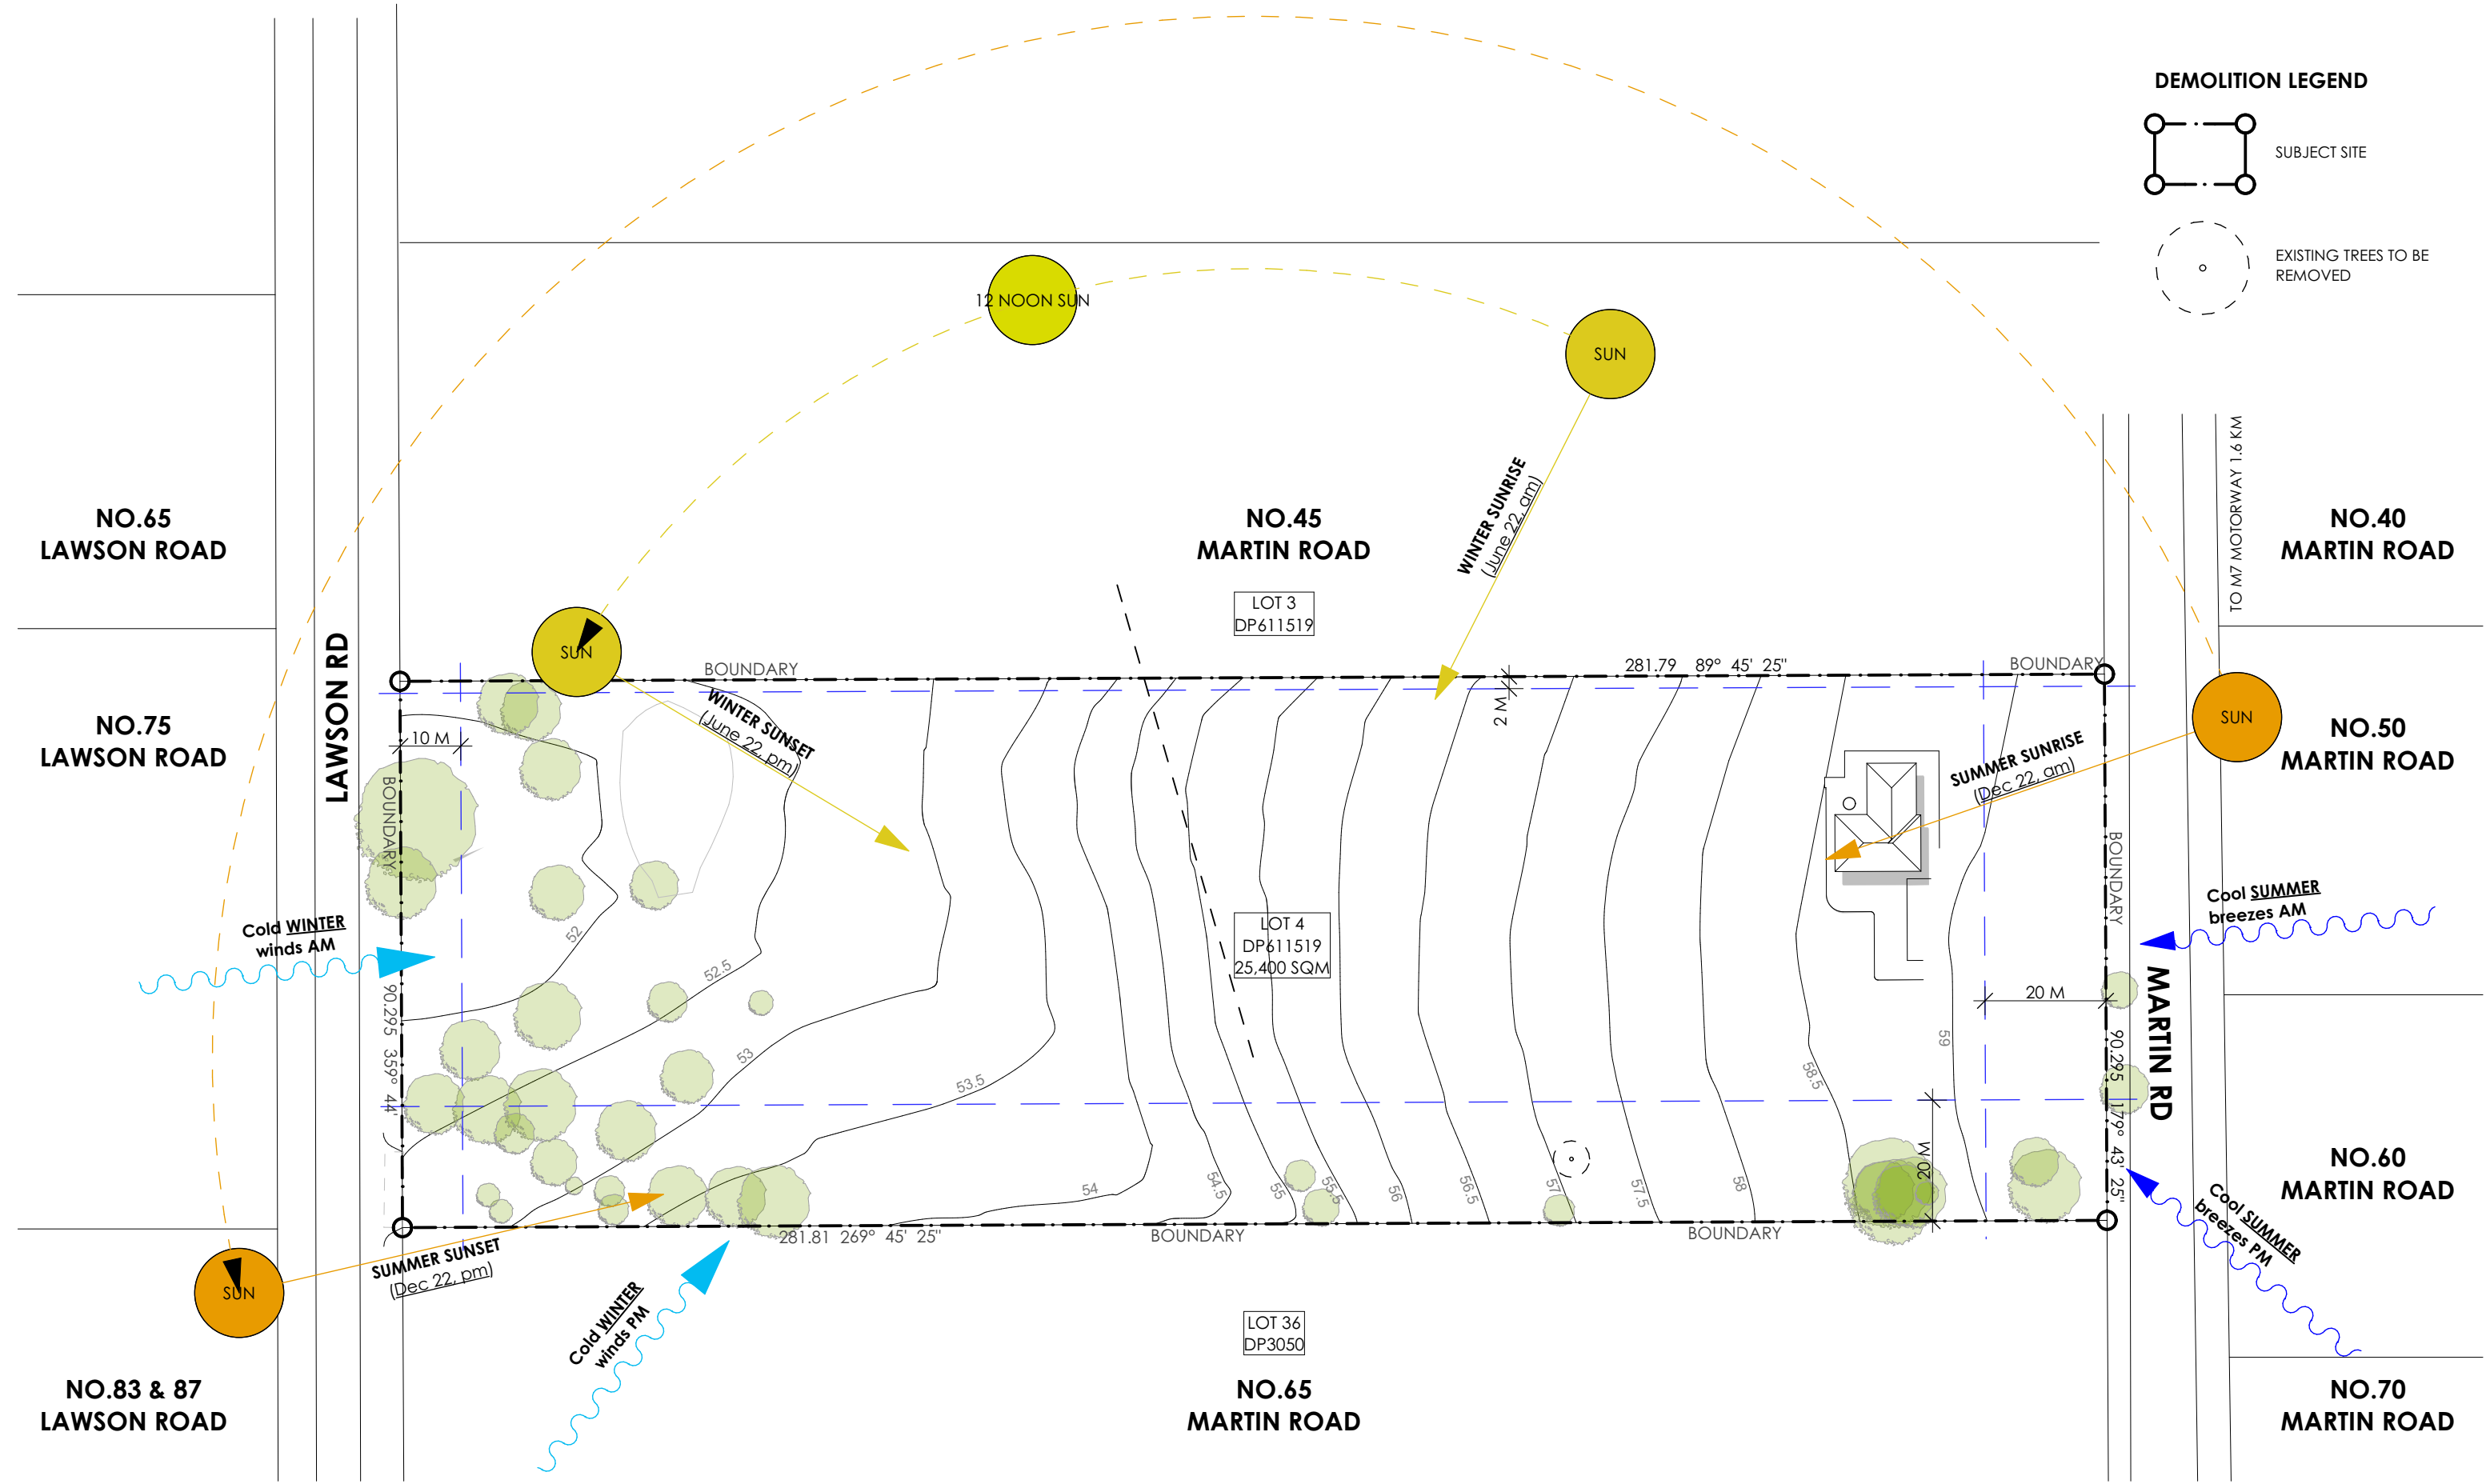 DEMOLITION LEGEND
SUBJECT SITE
EXISTING TREES TO BE
REMOVED
12 NOON SUN
SUN
WINTER SUNRISE
(June 22, am)
TO M7 MOTORWAY 1.6 KM
NO.65
LAWSON ROAD
NO.45
MARTIN ROAD
NO.40
MARTIN ROAD
LOT 3
DP611519
SUN
LAWSON RD
BOUNDARY
281.79 89° 45' 25"
BOUNDARY
WINTER SUNSET
(June 22, pm)
2 M
SUN
NO.75
LAWSON ROAD
10 M
BOUNDARY
SUMMER SUNRISE
(Dec 22, am)
NO.50
MARTIN ROAD
BOUNDARY
Cold WINTER
winds AM
Cool SUMMER
breezes AM
LOT 4
DP611519
25,400 SQM
52
52.5
53
53.5
54
54.5
55
55.5
56
56.5
57
57.5
58
58.5
59
20 M
MARTIN RD
90.295 359° 44'
90.295 179° 43' 25"
20 M
NO.60
MARTIN ROAD
Cool SUMMER
breezes PM
281.81 269° 45' 25"
BOUNDARY
BOUNDARY
SUMMER SUNSET
(Dec 22, pm)
SUN
Cold WINTER
winds PM
LOT 36
DP3050
NO.83 & 87
LAWSON ROAD
NO.65
MARTIN ROAD
NO.70
MARTIN ROAD